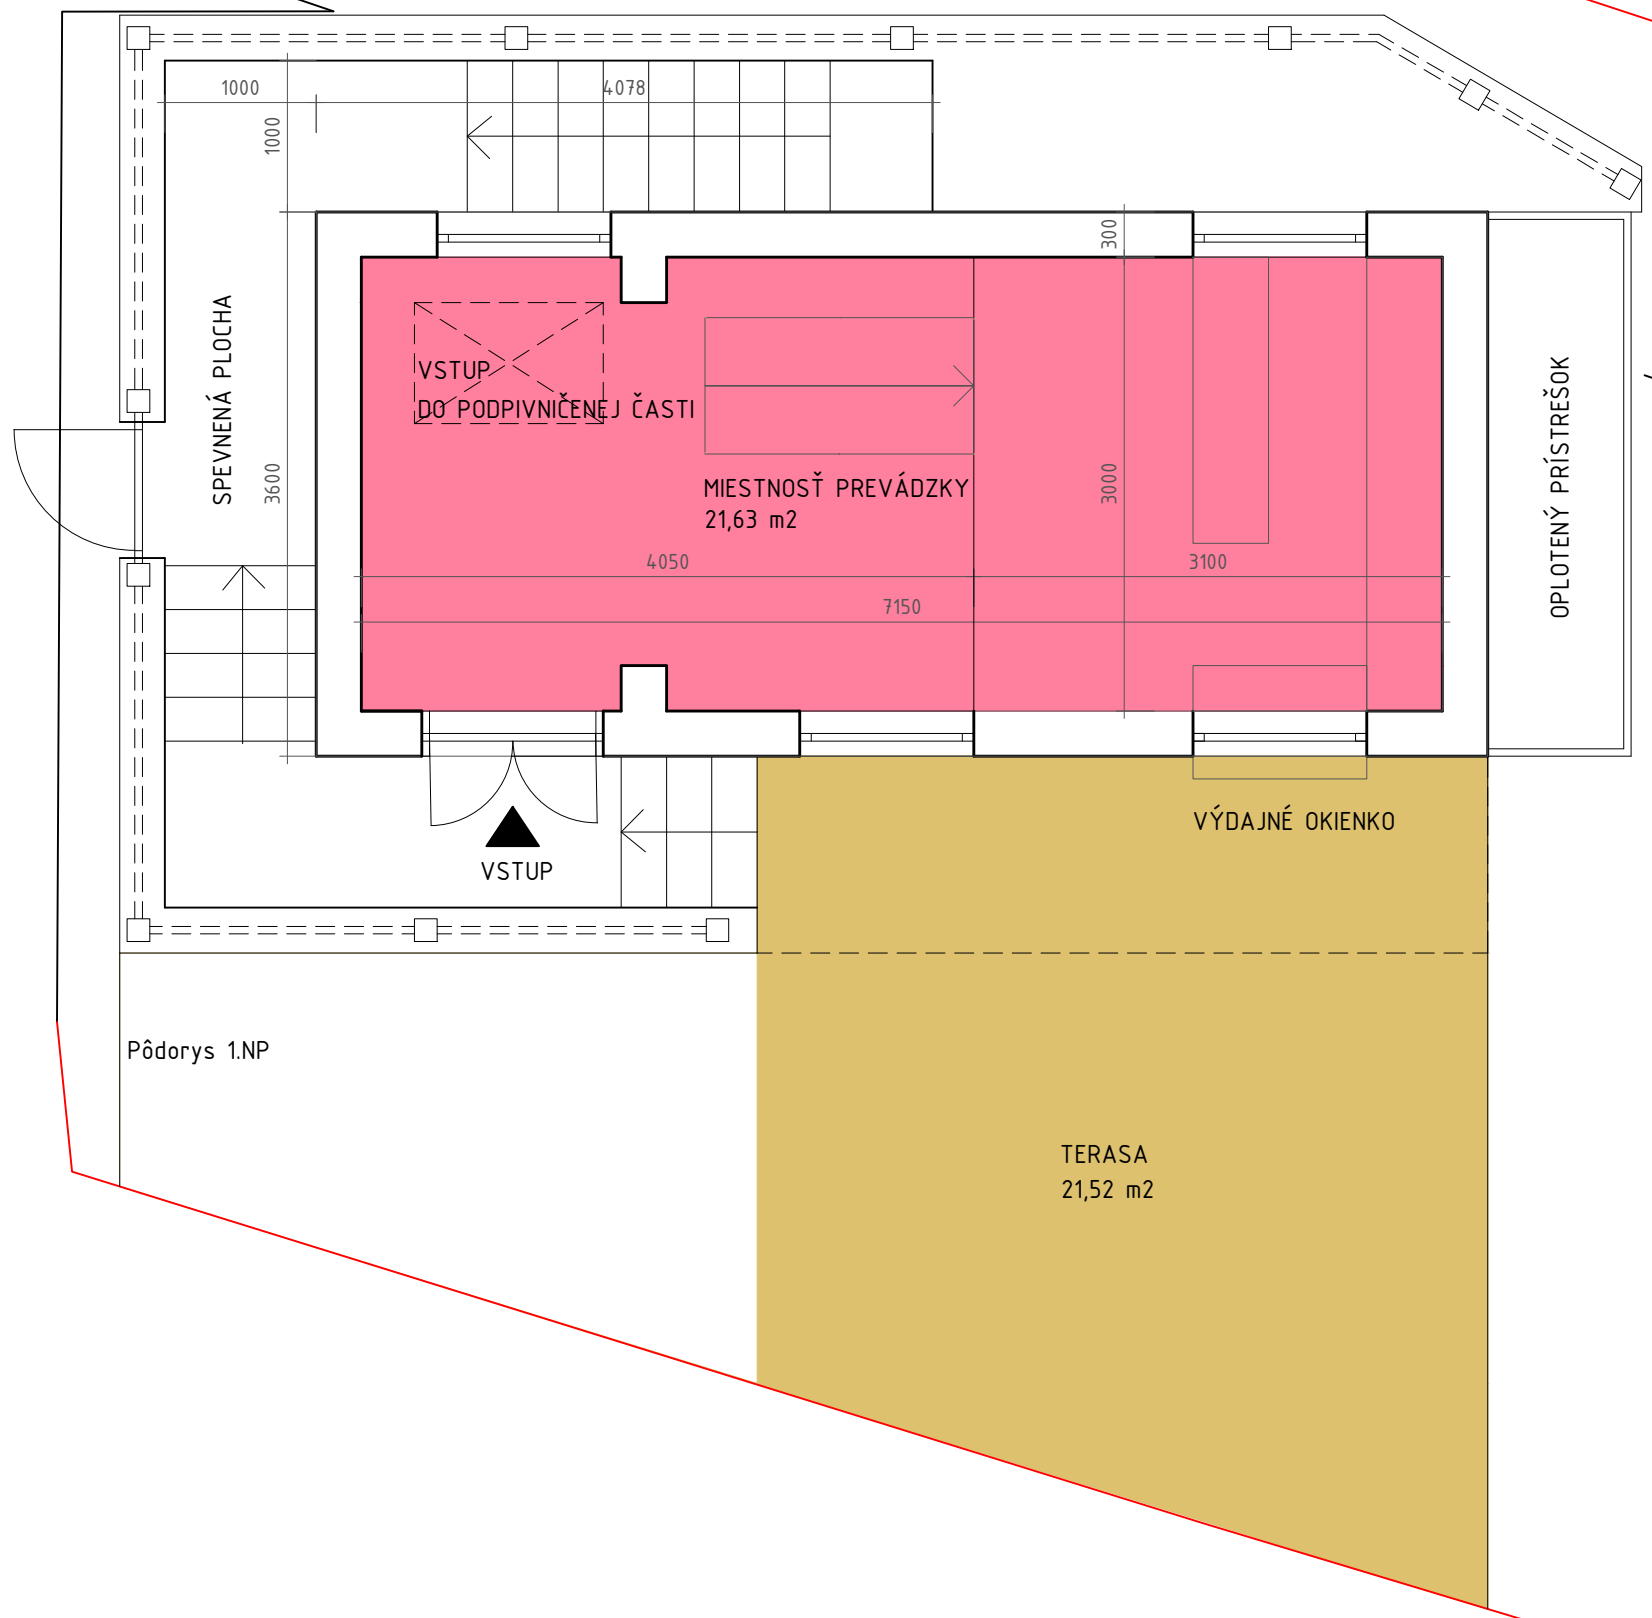 1000
4078
1000
300
SPEVNENÁ PLOCHA
VSTUP
DO PODPIVNIČENEJ ČASTI
3600
MIESTNOSŤ PREVÁDZKY
21,63 m2
3000
OPLOTENÝ PRÍSTREŠOK
4050
3100
7150
VÝDAJNÉ OKIENKO
VSTUP
Pôdorys 1.NP
TERASA
21,52 m2